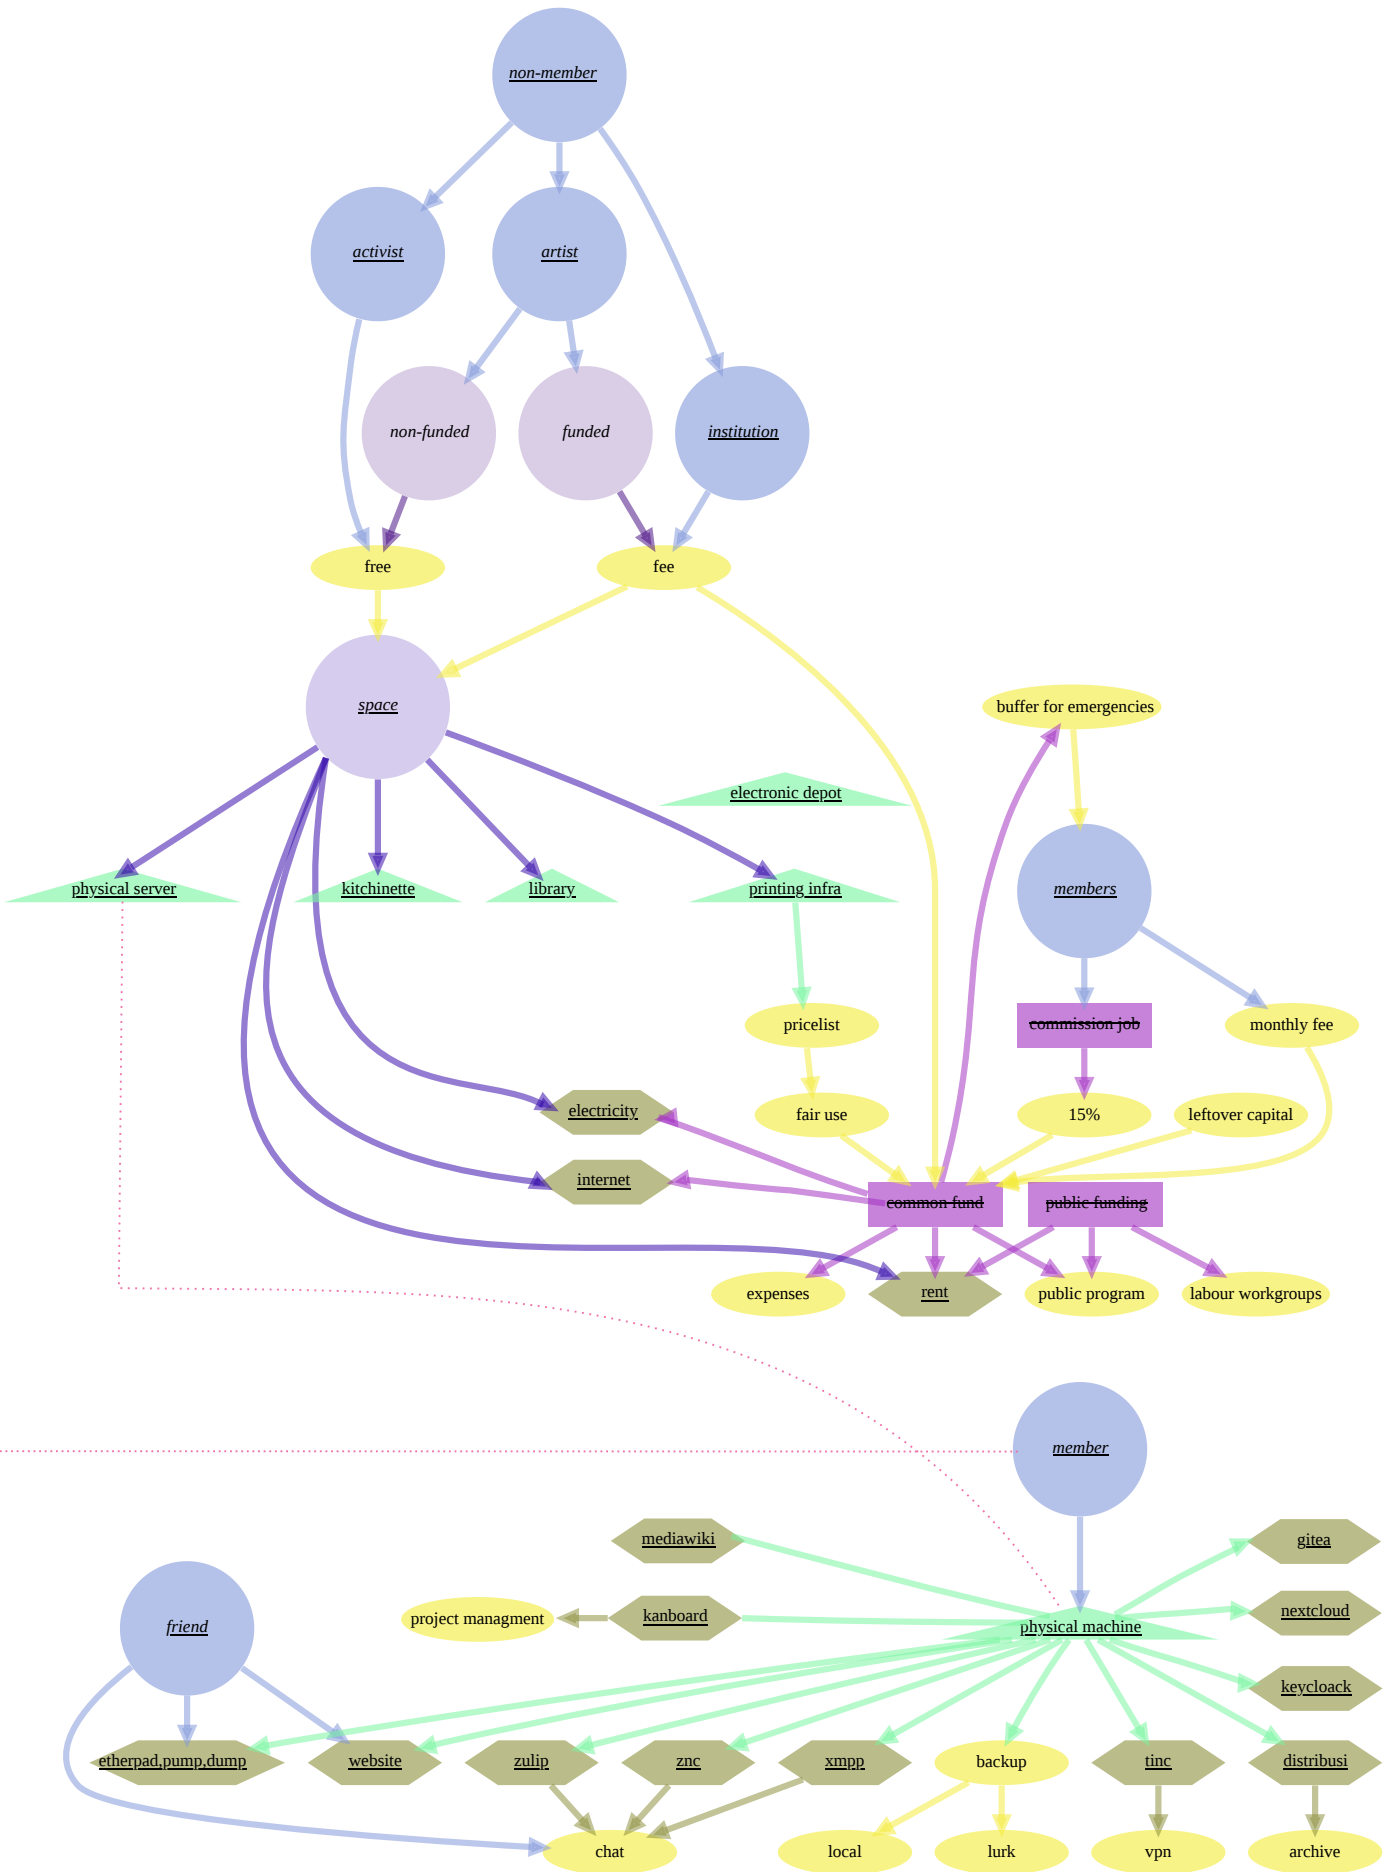 non-member
activist
artist
non-funded
funded
institution
free
fee
space
buffer for emergencies
electronic depot
physical server
kitchinette
library
printing infra
members
pricelist
commission job
monthly fee
electricity
fair use
15%
leftover capital
internet
common fund
public funding
expenses
rent
public program
labour workgroups
member
mediawiki
gitea
project managment
kanboard
nextcloud
friend
physical machine
keycloack
etherpad,pump,dump
website
zulip
znc
xmpp
backup
tinc
distribusi
chat
local
lurk
vpn
archive